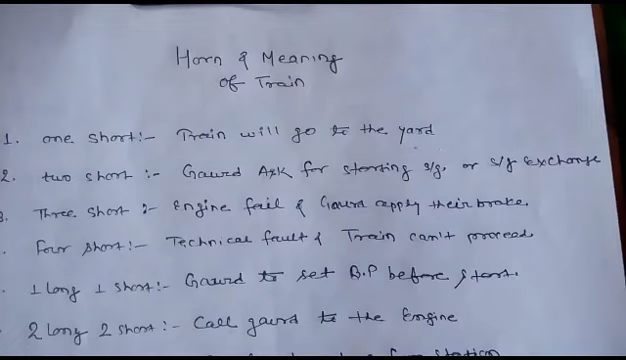 Horn & Meaning
of Train
1. one short:- Train will go to the yard
2. two short:- Gaurd Ask for starting s/g. or s/g exchange
3. Three short:- Engine fail & Gaurd apply their brake.
. Four short:- Technical fault & Train can't proceed
. 1 long 1 short:- Gaurd to set B.P before start.
. 2 long 2 short:- Call gaurd to the Engine
station